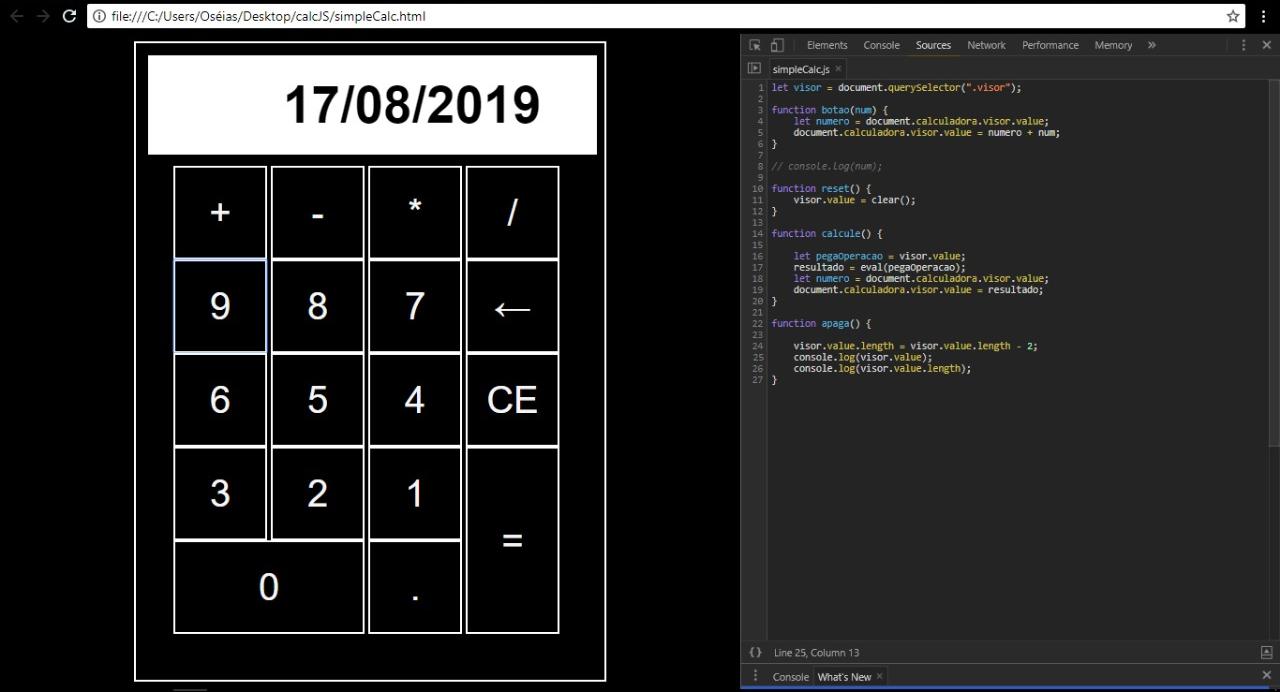 file:///C:/Users/Oséias/Desktop/calcJS/simpleCalc.html
17/08/2019
+ - * /
9 8 7 ←
6 5 4 CE
3 2 1
=
0 .
Elements Console Sources Network Performance Memory »
simpleCalc.js ×
1 let visor = document.querySelector(".visor");
2
3 function botao(num) {
4 let numero = document.calculadora.visor.value;
5 document.calculadora.visor.value = numero + num;
6 }
7
8 // console.log(num);
9
10 function reset() {
11 visor.value = clear();
12 }
13
14 function calcule() {
15
16 let pegaOperacao = visor.value;
17 resultado = eval(pegaOperacao);
18 let numero = document.calculadora.visor.value;
19 document.calculadora.visor.value = resultado;
20 }
21
22 function apaga() {
23
24 visor.value.length = visor.value.length - 2;
25 console.log(visor.value);
26 console.log(visor.value.length);
27 }
{} Line 25, Column 13
Console What's New ×